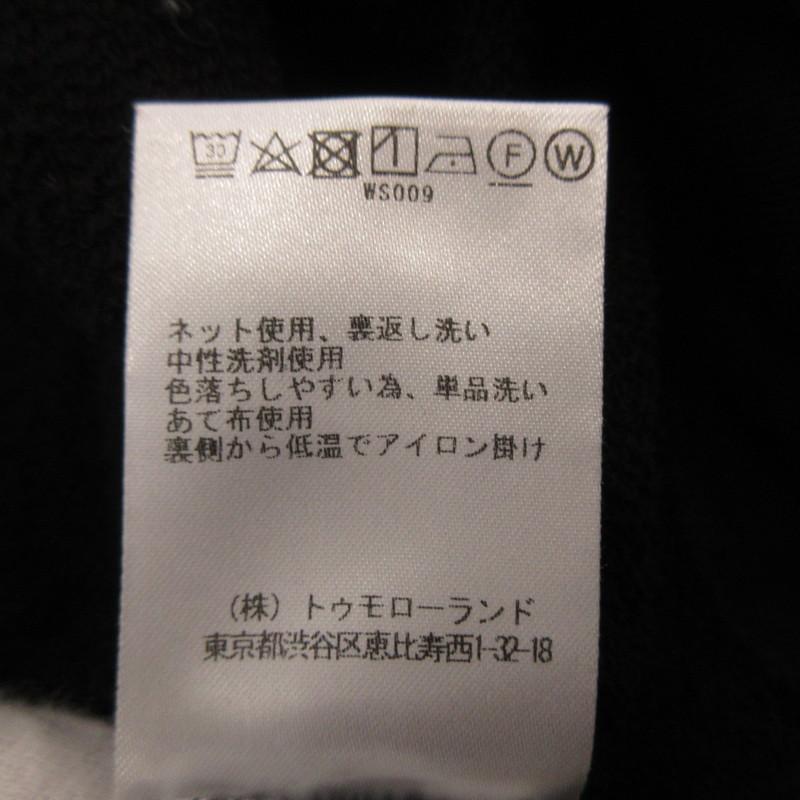 30 F W
WS009
ネット使用、裏返し洗い
中性洗剤使用
色落ちしやすい為、単品洗い
あて布使用
裏側から低温でアイロン掛け
（株）トゥモローランド
東京都渋谷区恵比寿西1-32-18